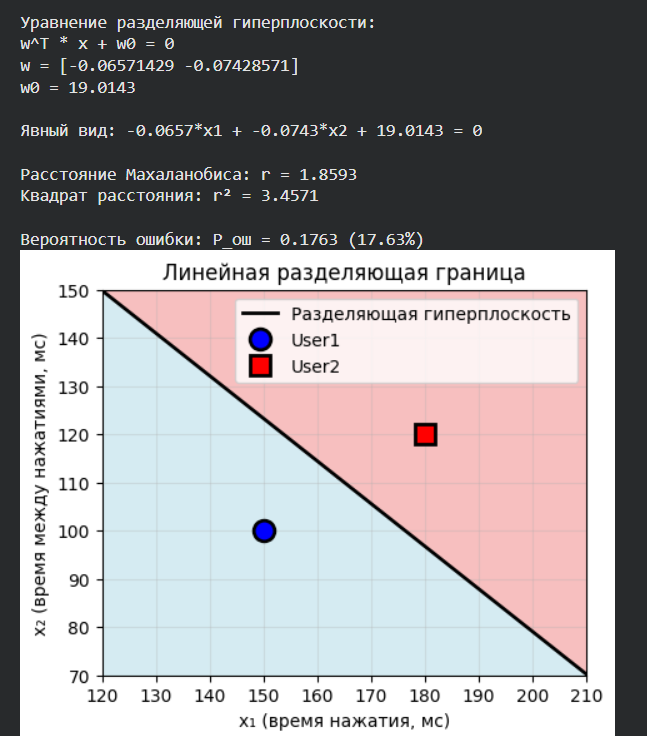 Уравнение разделяющей гиперплоскости:
w^T * x + w0 = 0
w = [-0.06571429 -0.07428571]
w0 = 19.0143
Явный вид: -0.0657*x1 + -0.0743*x2 + 19.0143 = 0
Расстояние Махаланобиса: r = 1.8593
Квадрат расстояния: r² = 3.4571
Вероятность ошибки: P_ош = 0.1763 (17.63%)
Линейная разделяющая граница
Разделяющая гиперплоскость
User1
User2
150
140
130
120
110
100
90
80
70
x₂ (время между нажатиями, мс)
120 130 140 150 160 170 180 190 200 210
x₁ (время нажатия, мс)